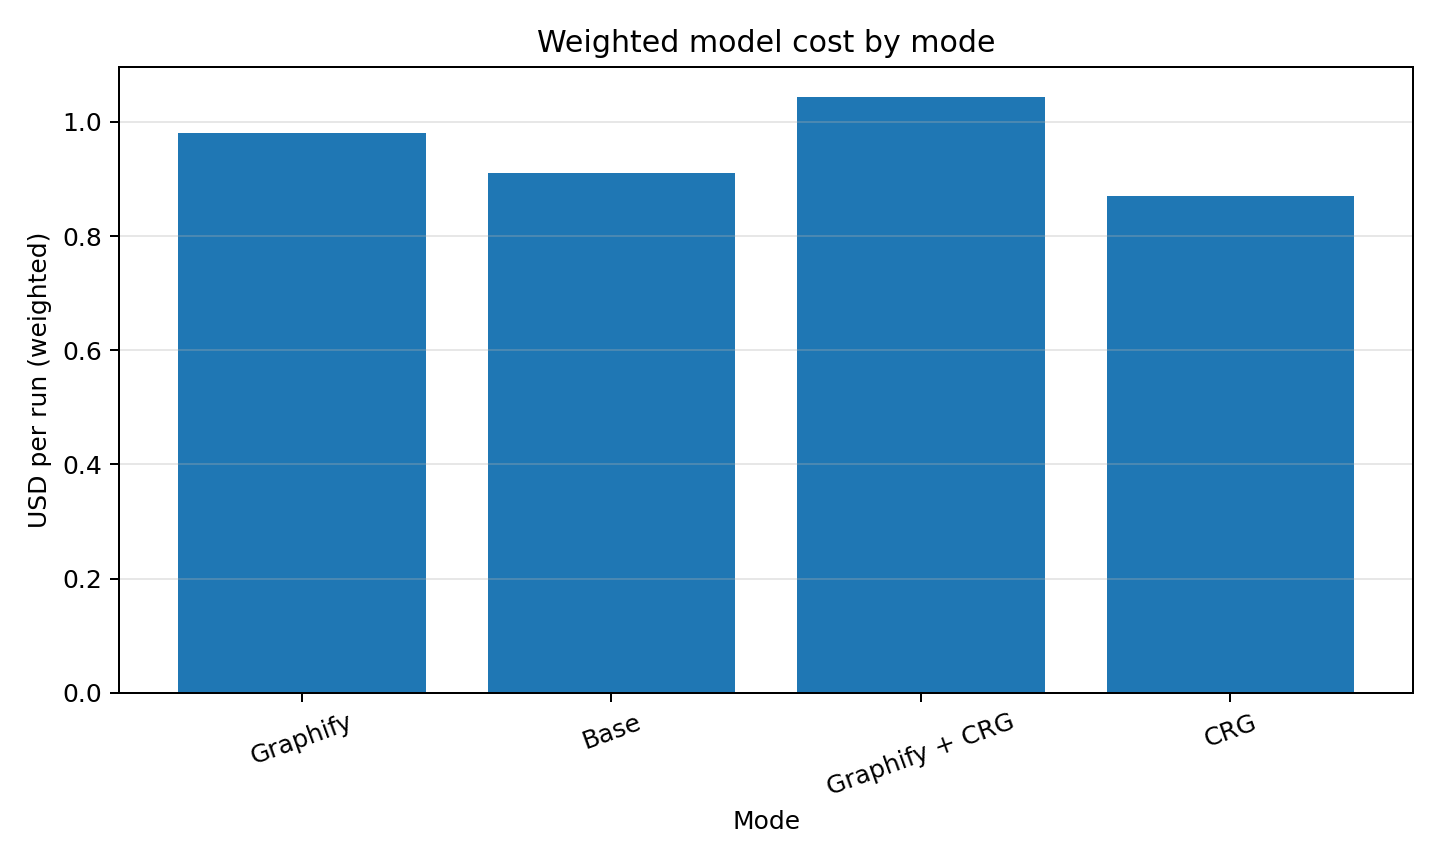 Weighted model cost by mode
USD per run (weighted)
1.0
0.8
0.6
0.4
0.2
0.0
Graphify
Base
Graphify + CRG
CRG
Mode